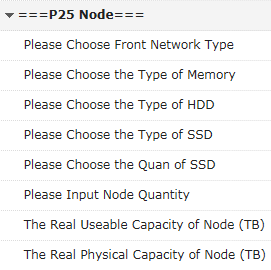 ===P25 Node===
Please Choose Front Network Type
Please Choose the Type of Memory
Please Choose the Type of HDD
Please Choose the Type of SSD
Please Choose the Quan of SSD
Please Input Node Quantity
The Real Useable Capacity of Node (TB)
The Real Physical Capacity of Node (TB)